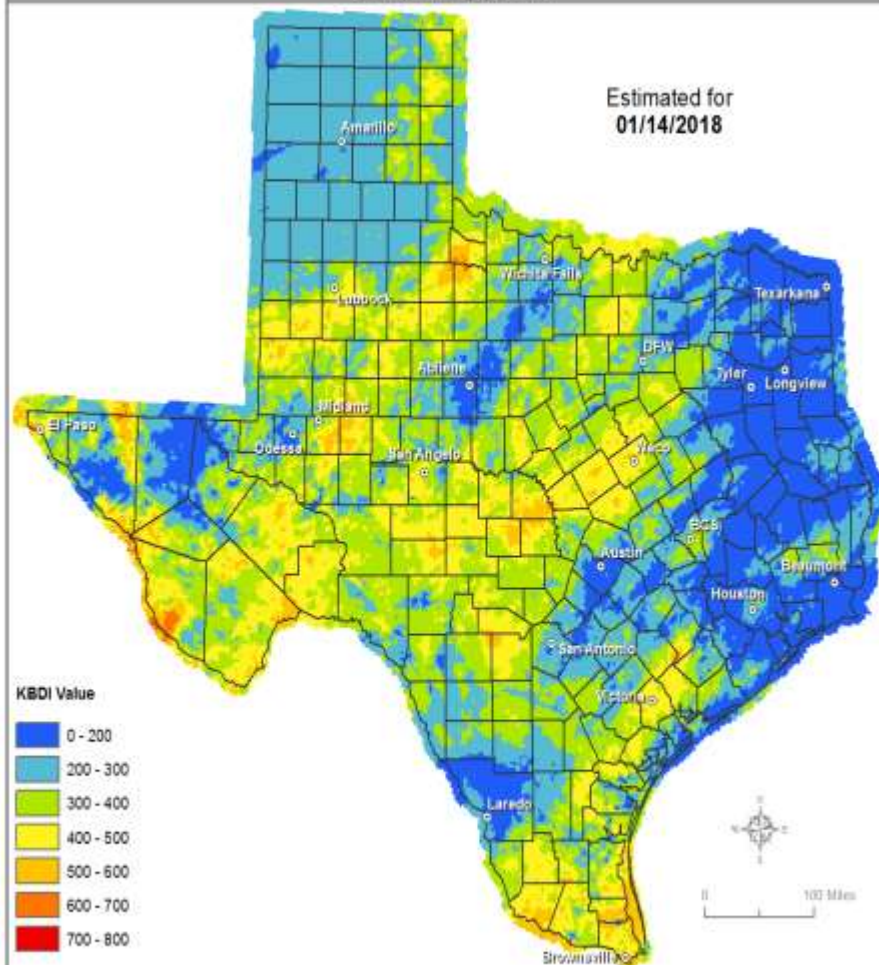 Estimated for
01/14/2018
Amarillo
Wichita Falls
Lubbock
Texarkana
DFW
Abilene
Tyler
Longview
Midland
El Paso
Odessa
San Angelo
Waco
BCS
Austin
Beaumont
Houston
San Antonio
Victoria
KBDI Value
0 - 200
200 - 300
300 - 400
400 - 500
500 - 600
600 - 700
700 - 800
Laredo
0 100 Miles
Brownsville